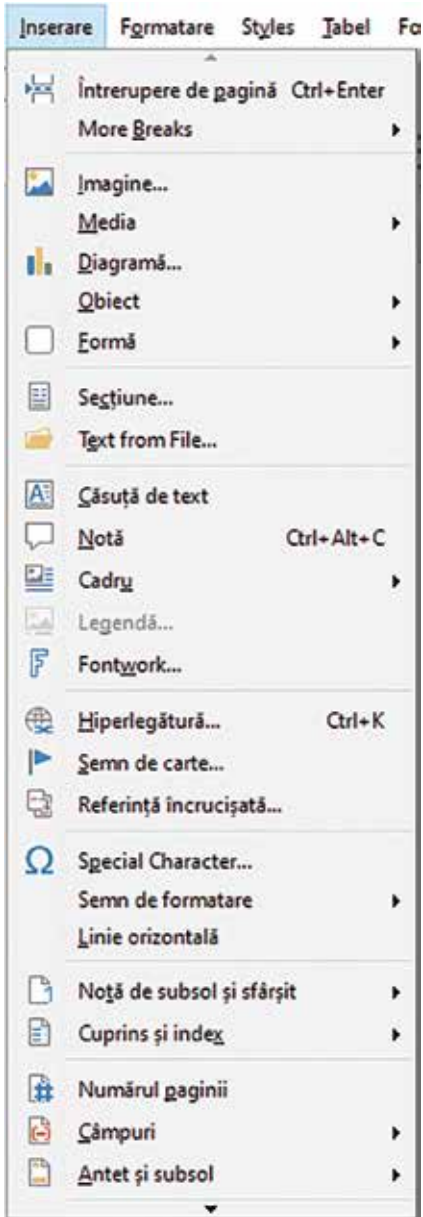 Inserare Formatare Styles Tabel Fo
Întrerupere de pagină Ctrl+Enter
More Breaks
Imagine...
Media
Diagramă...
Obiect
Formă
Secțiune...
Text from File...
Căsuță de text
Notă Ctrl+Alt+C
Cadru
Legendă...
Fontwork...
Hiperlegătură... Ctrl+K
Semn de carte...
Referință încrucișată...
Special Character...
Semn de formatare
Linie orizontală
Notă de subsol și sfârșit
Cuprins și index
Numărul paginii
Câmpuri
Antet și subsol